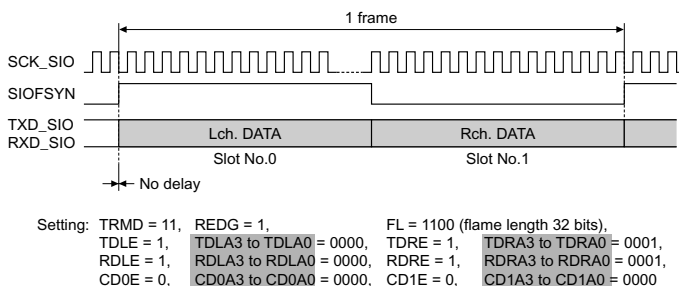 1 frame
SCK_SIO
SIOFSYN
TXD_SIO
RXD_SIO
Lch. DATA
Rch. DATA
Slot No.0
Slot No.1
No delay
Setting: TRMD = 11, REDG = 1, FL = 1100 (flame length 32 bits),
TDLE = 1, TDLA3 to TDLA0 = 0000, TDRE = 1, TDRA3 to TDRA0 = 0001,
RDLE = 1, RDLA3 to RDLA0 = 0000, RDRE = 1, RDRA3 to RDRA0 = 0001,
CD0E = 0, CD0A3 to CD0A0 = 0000, CD1E = 0, CD1A3 to CD1A0 = 0000